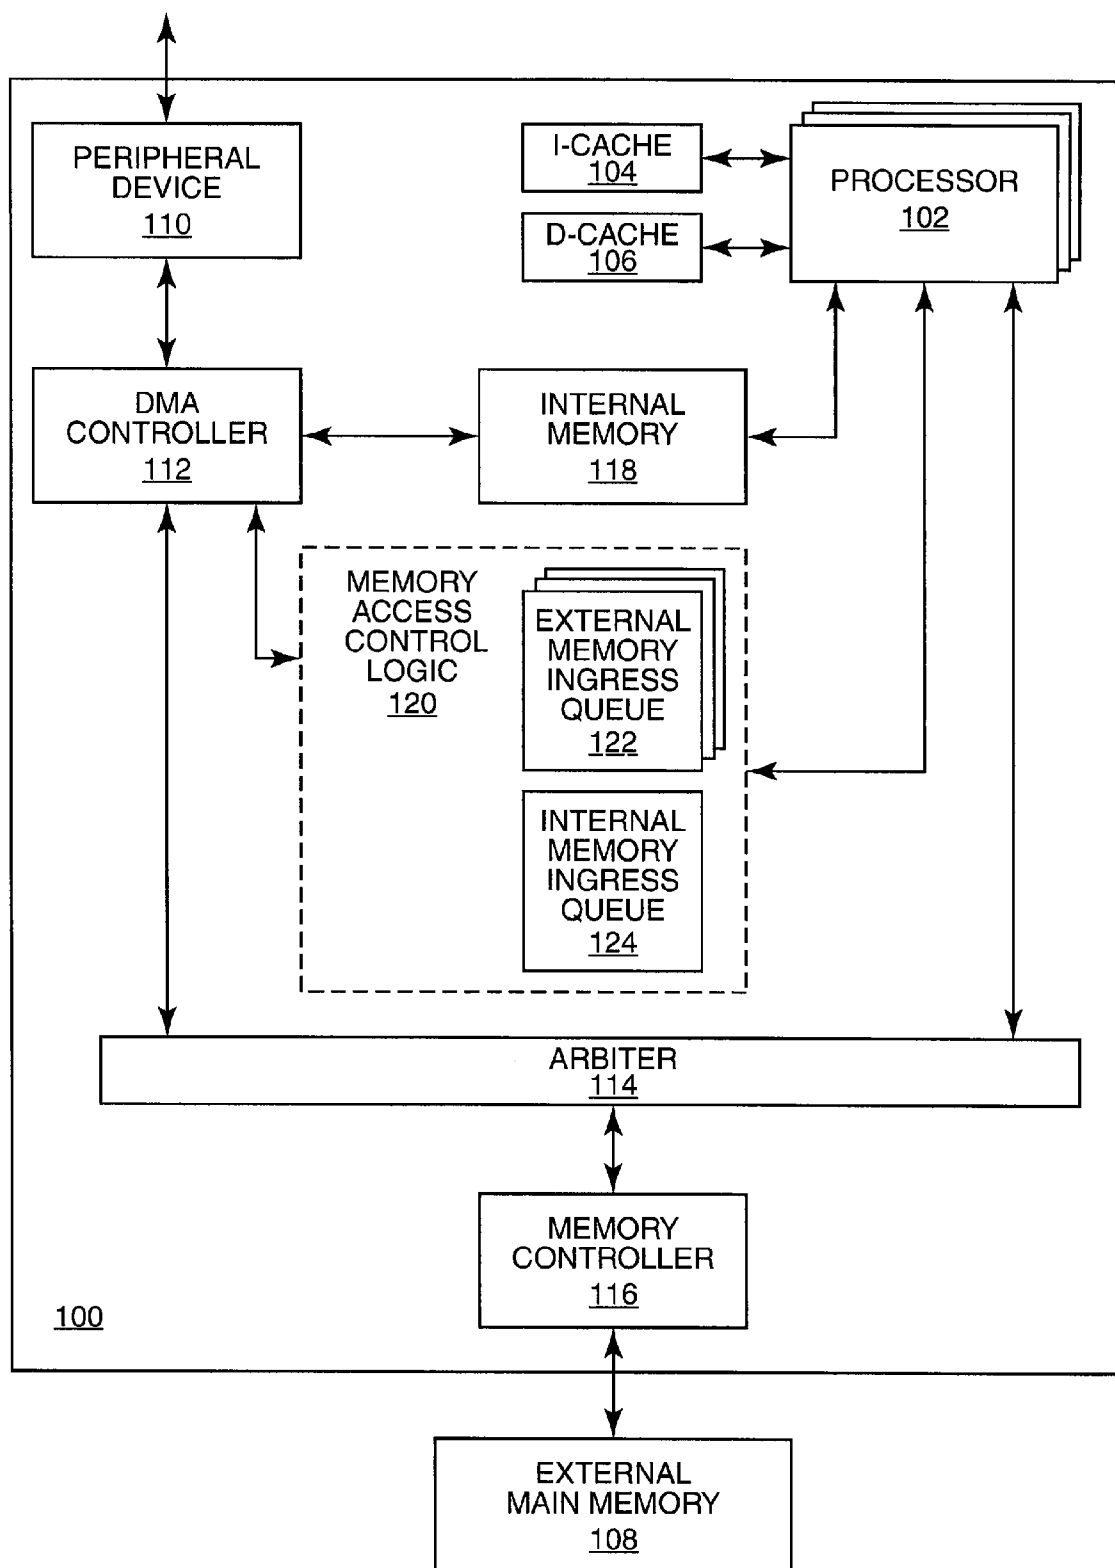 PERIPHERAL
DEVICE
110
I-CACHE
104
D-CACHE
106
PROCESSOR
102
DMA
CONTROLLER
112
INTERNAL
MEMORY
118
MEMORY
ACCESS
CONTROL
LOGIC
120
EXTERNAL
MEMORY
INGRESS
QUEUE
122
INTERNAL
MEMORY
INGRESS
QUEUE
124
ARBITER
114
MEMORY
CONTROLLER
116
100
EXTERNAL
MAIN MEMORY
108